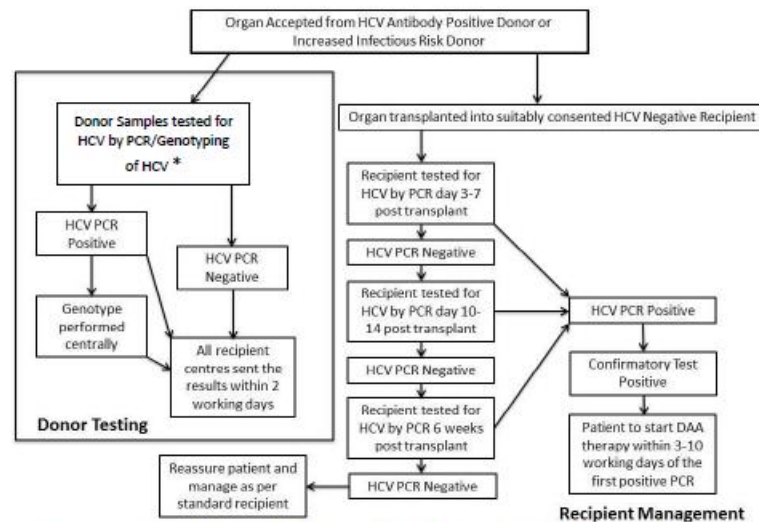 Organ Accepted from HCV Antibody Positive Donor or
Increased Infectious Risk Donor
Donor Samples tested for
HCV by PCR/Genotyping
of HCV *
HCV PCR
Positive
HCV PCR
Negative
Genotype
performed
centrally
All recipient
centres sent the
results within 2
working days
Donor Testing
Organ transplanted into suitably consented HCV Negative Recipient
Recipient tested for
HCV by PCR day 3-7
post transplant
HCV PCR Negative
Recipient tested for
HCV by PCR day 10-
14 post transplant
HCV PCR Negative
Recipient tested for
HCV by PCR 6 weeks
post transplant
HCV PCR Negative
Reassure patient and
manage as per
standard recipient
HCV PCR Positive
Confirmatory Test
Positive
Patient to start DAA
therapy within 3-10
working days of the
first positive PCR
Recipient Management